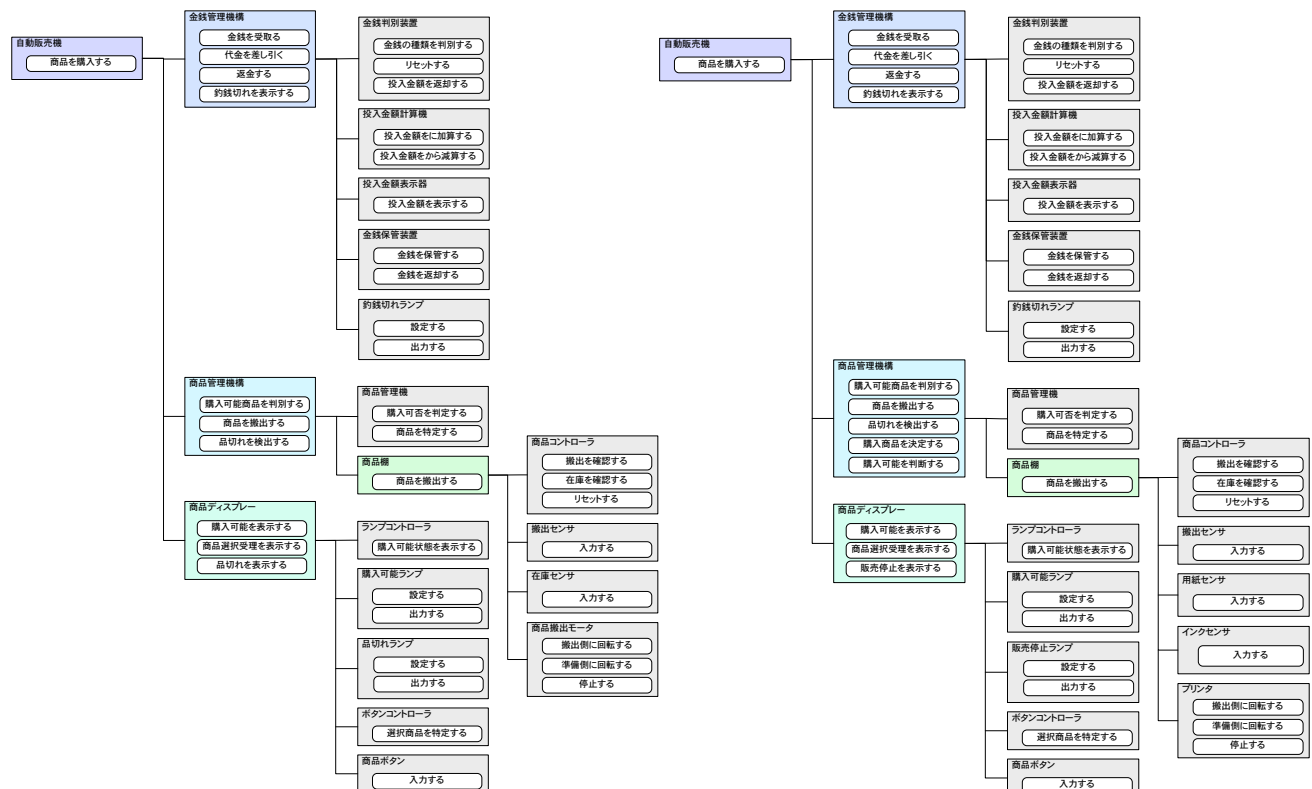 自動販売機
商品を購入する
金銭管理機構
金銭を受取る
代金を差し引く
返金する
釣銭切れを表示する
金銭判別装置
金銭の種類を判別する
リセットする
投入金額を返却する
投入金額計算機
投入金額をに加算する
投入金額をから減算する
投入金額表示器
投入金額を表示する
金銭保管装置
金銭を保管する
金銭を返却する
釣銭切れランプ
設定する
出力する
商品管理機構
購入可能商品を判別する
商品を搬出する
品切れを検出する
商品管理機
購入可否を判定する
商品を特定する
商品棚
商品を搬出する
商品コントローラ
搬出を確認する
在庫を確認する
リセットする
搬出センサ
入力する
在庫センサ
入力する
商品搬出モータ
搬出側に回転する
準備側に回転する
停止する
商品ディスプレー
購入可能を表示する
商品選択受理を表示する
品切れを表示する
ランプコントローラ
購入可能状態を表示する
購入可能ランプ
設定する
出力する
品切れランプ
設定する
出力する
ボタンコントローラ
選択商品を特定する
商品ボタン
入力する
自動販売機
商品を購入する
金銭管理機構
金銭を受取る
代金を差し引く
返金する
釣銭切れを表示する
金銭判別装置
金銭の種類を判別する
リセットする
投入金額を返却する
投入金額計算機
投入金額をに加算する
投入金額をから減算する
投入金額表示器
投入金額を表示する
金銭保管装置
金銭を保管する
金銭を返却する
釣銭切れランプ
設定する
出力する
商品管理機構
購入可能商品を判別する
商品を搬出する
品切れを検出する
購入商品を決定する
購入可能を判断する
商品管理機
購入可否を判定する
商品を特定する
商品棚
商品を搬出する
商品コントローラ
搬出を確認する
在庫を確認する
リセットする
搬出センサ
入力する
用紙センサ
入力する
インクセンサ
入力する
プリンタ
搬出側に回転する
準備側に回転する
停止する
商品ディスプレー
購入可能を表示する
商品選択受理を表示する
販売停止を表示する
ランプコントローラ
購入可能状態を表示する
購入可能ランプ
設定する
出力する
販売停止ランプ
設定する
出力する
ボタンコントローラ
選択商品を特定する
商品ボタン
入力する